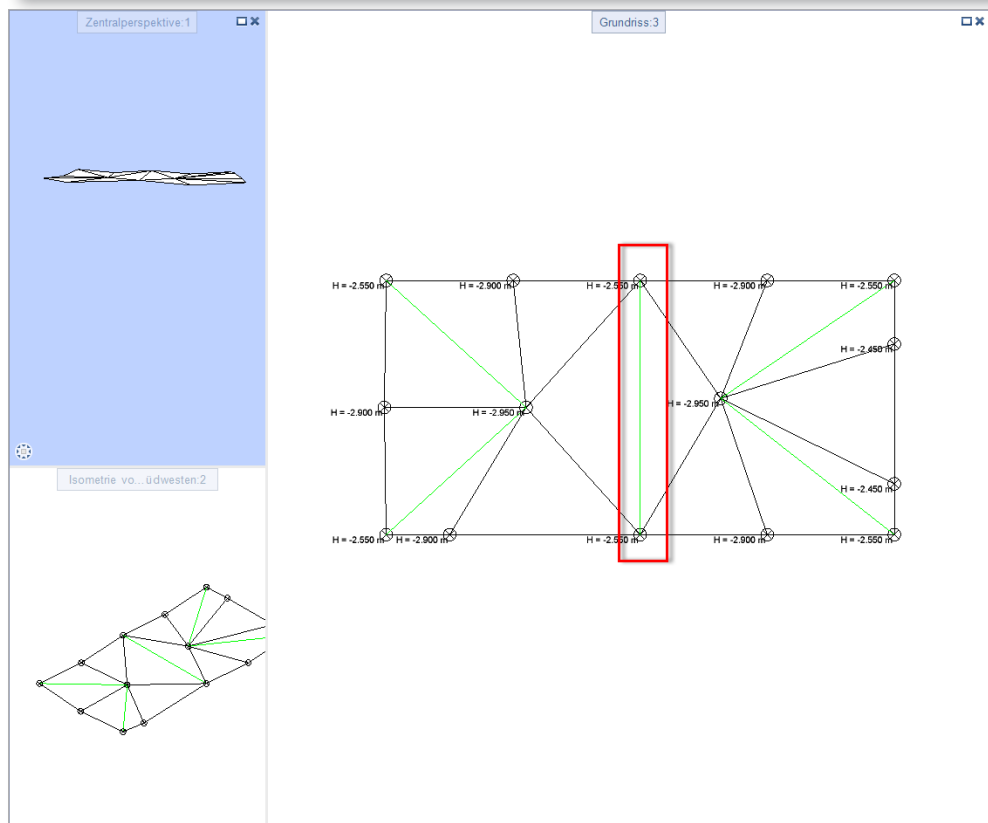 Zentralperspektive:1
Grundriss:3
H = -2.550 m
H = -2.900 m
H = -2.550 m
H = -2.900 m
H = -2.550 m
H = -2.450 m
H = -2.900 m
H = -2.950 m
H = -2.950 m
Isometrie vo...üdwesten:2
H = -2.450 m
H = -2.550 m
H = -2.900 m
H = -2.550 m
H = -2.900 m
H = -2.550 m